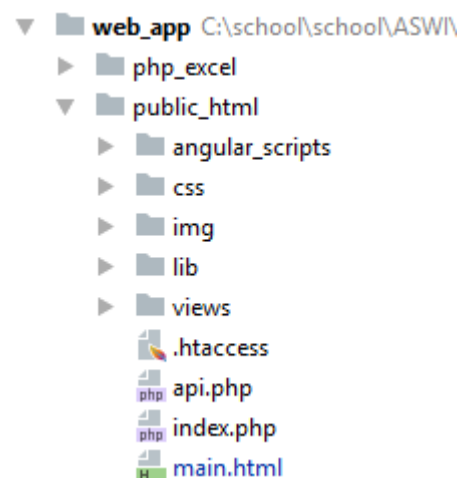 web_app C:\school\school\ASWI\
php_excel
public_html
angular_scripts
css
img
lib
views
.htaccess
php api.php
php index.php
H main.html